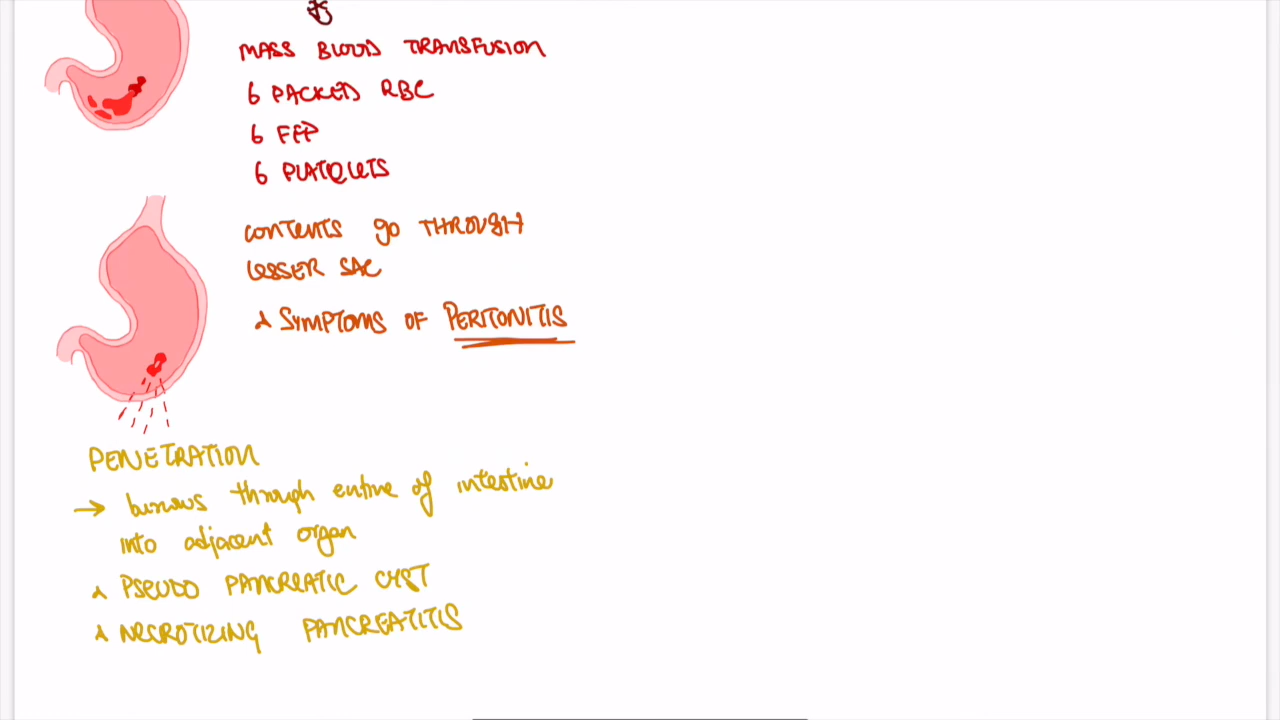 MASS BLOOD TRANSFUSION
6 PACKED RBC
6 FFP
6 PLATELETS
CONTENTS go THROUGH
LESSER SAC
SYMPTOMS OF PERITONITIS
PENETRATION
→ burrows through entire of intestine
into adjacent organ
PSEUDO PANCREATIC CYST
NECROTIZING PANCREATITIS